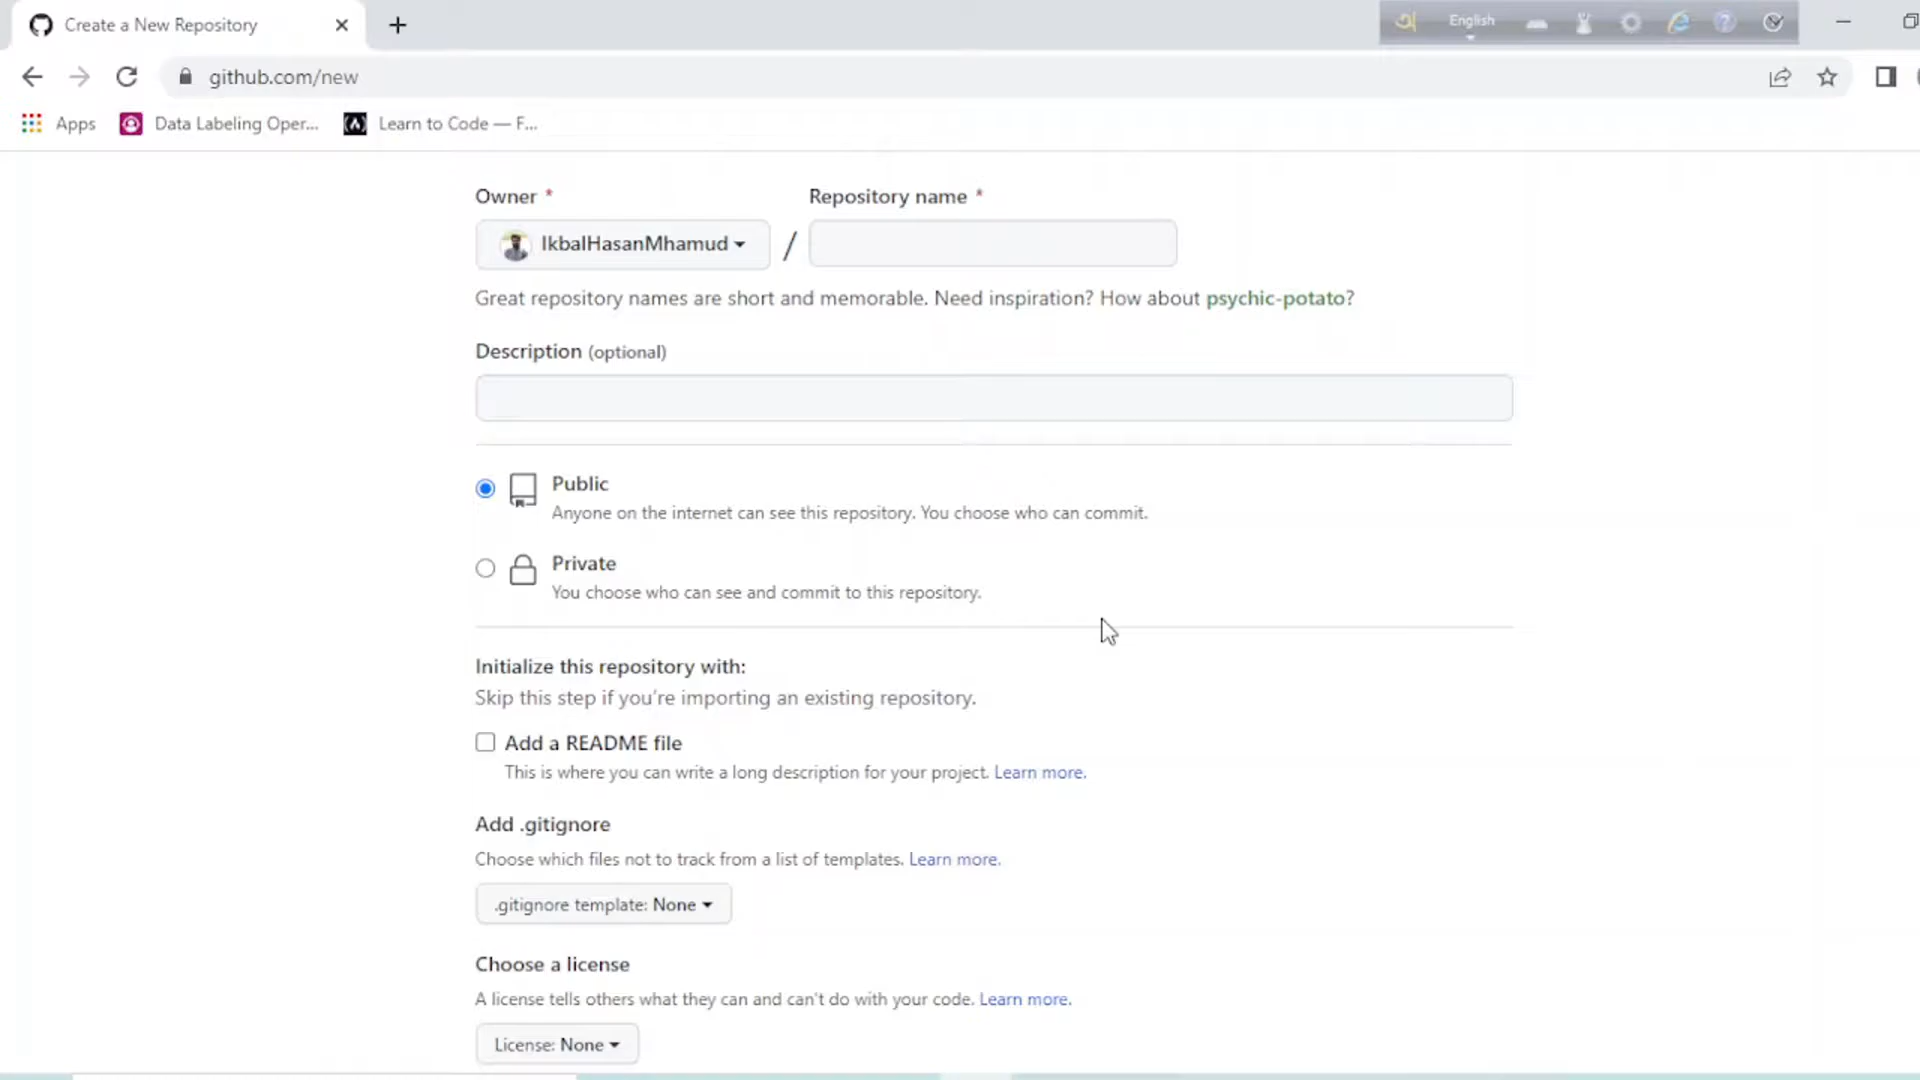 Create a New Repository
English
github.com/new
Apps
Data Labeling Oper...
Learn to Code — F...
Owner *
Repository name *
IkbalHasanMhamud
/
Great repository names are short and memorable. Need inspiration? How about psychic-potato?
Description (optional)
Public
Anyone on the internet can see this repository. You choose who can commit.
Private
You choose who can see and commit to this repository.
Initialize this repository with:
Skip this step if you're importing an existing repository.
Add a README file
This is where you can write a long description for your project. Learn more.
Add .gitignore
Choose which files not to track from a list of templates. Learn more.
.gitignore template: None
Choose a license
A license tells others what they can and can't do with your code. Learn more.
License: None